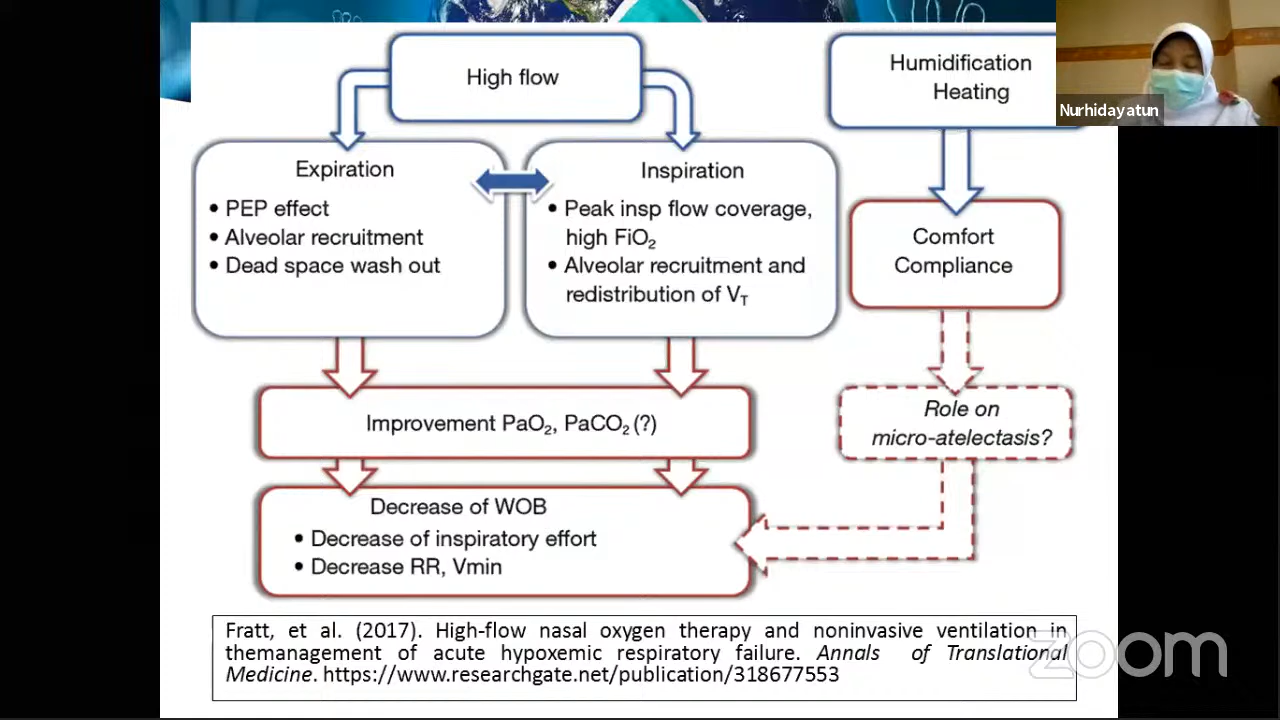 High flow
Humidification
Heating
Nurhidayatun
Expiration
• PEP effect
• Alveolar recruitment
• Dead space wash out
Inspiration
• Peak insp flow coverage,
high FiO₂
• Alveolar recruitment and
redistribution of V_T
Comfort
Compliance
Improvement PaO₂, PaCO₂ (?)
Role on
micro-atelectasis?
Decrease of WOB
• Decrease of inspiratory effort
• Decrease RR, Vmin
Fratt, et al. (2017). High-flow nasal oxygen therapy and noninvasive ventilation in
themanagement of acute hypoxemic respiratory failure. Annals of Translational
Medicine. https://www.researchgate.net/publication/318677553
zoom